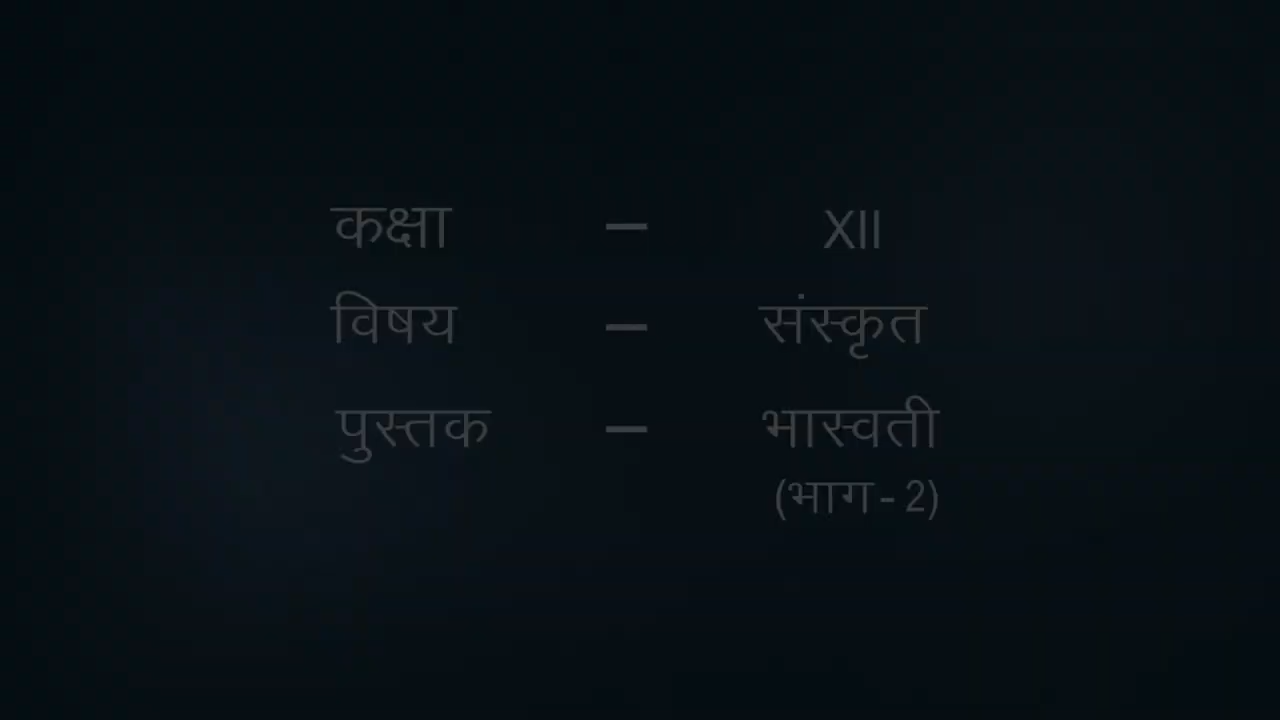 कक्षा – XII
विषय – संस्कृत
पुस्तक – भास्वती
(भाग-2)